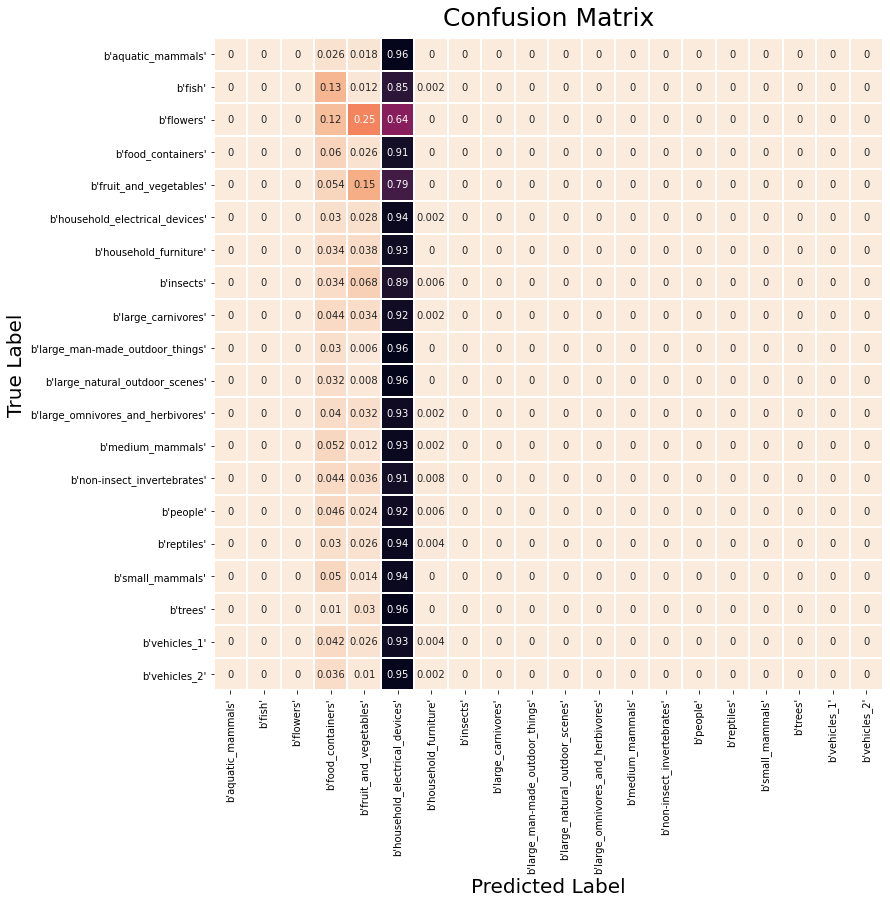 Confusion Matrix
True Label
b'aquatic_mammals' 0 0 0 0.026 0.018 0.96 0 0 0 0 0 0 0 0 0 0 0 0 0 0
b'fish' 0 0 0 0.13 0.012 0.85 0.002 0 0 0 0 0 0 0 0 0 0 0 0 0
b'flowers' 0 0 0 0.12 0.25 0.64 0 0 0 0 0 0 0 0 0 0 0 0 0 0
b'food_containers' 0 0 0 0.06 0.026 0.91 0 0 0 0 0 0 0 0 0 0 0 0 0 0
b'fruit_and_vegetables' 0 0 0 0.054 0.15 0.79 0 0 0 0 0 0 0 0 0 0 0 0 0 0
b'household_electrical_devices' 0 0 0 0.03 0.028 0.94 0.002 0 0 0 0 0 0 0 0 0 0 0 0 0
b'household_furniture' 0 0 0 0.034 0.038 0.93 0 0 0 0 0 0 0 0 0 0 0 0 0 0
b'insects' 0 0 0 0.034 0.068 0.89 0.006 0 0 0 0 0 0 0 0 0 0 0 0 0
b'large_carnivores' 0 0 0 0.044 0.034 0.92 0.002 0 0 0 0 0 0 0 0 0 0 0 0 0
b'large_man-made_outdoor_things' 0 0 0 0.03 0.006 0.96 0 0 0 0 0 0 0 0 0 0 0 0 0 0
b'large_natural_outdoor_scenes' 0 0 0 0.032 0.008 0.96 0 0 0 0 0 0 0 0 0 0 0 0 0 0
b'large_omnivores_and_herbivores' 0 0 0 0.04 0.032 0.93 0.002 0 0 0 0 0 0 0 0 0 0 0 0 0
b'medium_mammals' 0 0 0 0.052 0.012 0.93 0.002 0 0 0 0 0 0 0 0 0 0 0 0 0
b'non-insect_invertebrates' 0 0 0 0.044 0.036 0.91 0.008 0 0 0 0 0 0 0 0 0 0 0 0 0
b'people' 0 0 0 0.046 0.024 0.92 0.006 0 0 0 0 0 0 0 0 0 0 0 0 0
b'reptiles' 0 0 0 0.03 0.026 0.94 0.004 0 0 0 0 0 0 0 0 0 0 0 0 0
b'small_mammals' 0 0 0 0.05 0.014 0.94 0 0 0 0 0 0 0 0 0 0 0 0 0 0
b'trees' 0 0 0 0.01 0.03 0.96 0 0 0 0 0 0 0 0 0 0 0 0 0 0
b'vehicles_1' 0 0 0 0.042 0.026 0.93 0.004 0 0 0 0 0 0 0 0 0 0 0 0 0
b'vehicles_2' 0 0 0 0.036 0.01 0.95 0.002 0 0 0 0 0 0 0 0 0 0 0 0 0
b'aquatic_mammals'
b'fish'
b'flowers'
b'food_containers'
b'fruit_and_vegetables'
b'household_electrical_devices'
b'household_furniture'
b'insects'
b'large_carnivores'
b'large_man-made_outdoor_things'
b'large_natural_outdoor_scenes'
b'large_omnivores_and_herbivores'
b'medium_mammals'
b'non-insect_invertebrates'
b'people'
b'reptiles'
b'small_mammals'
b'trees'
b'vehicles_1'
b'vehicles_2'
Predicted Label